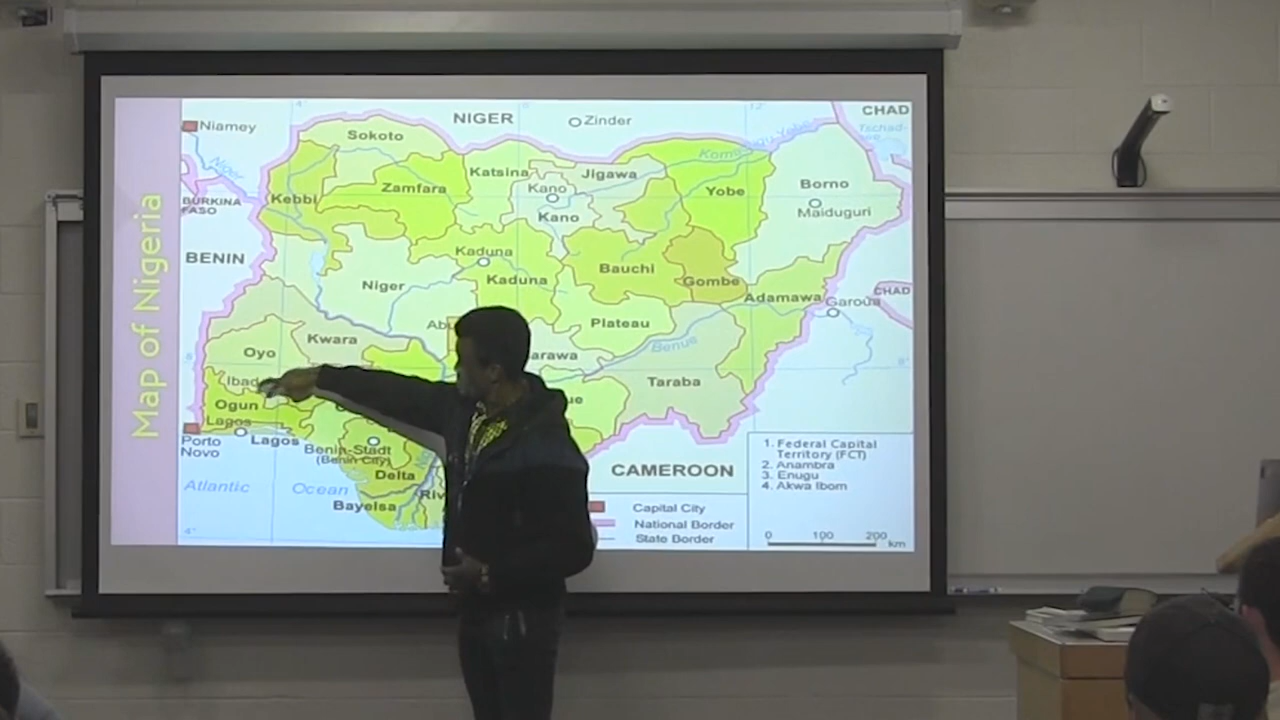 Map of Nigeria
Niamey
NIGER
Zinder
CHAD
Tschad-
Sokoto
Katsina
Jigawa
Niger
Kebbi
Zamfara
Kano
Kano
Yobe
Borno
Maiduguri
BURKINA
FASO
BENIN
Kaduna
Kaduna
Bauchi
Gombe
Niger
Adamawa
Garoua
CHAD
Plateau
Kwara
Benue
Oyo
Taraba
Ogun
Lagos
Lagos
Porto
Novo
Benin-Stadt
(Benin City)
Delta
Bayelsa
Atlantic
Ocean
CAMEROON
1. Federal Capital
Territory (FCT)
2. Anambra
3. Enugu
4. Akwa Ibom
Capital City
National Border
State Border
0 100 200
km